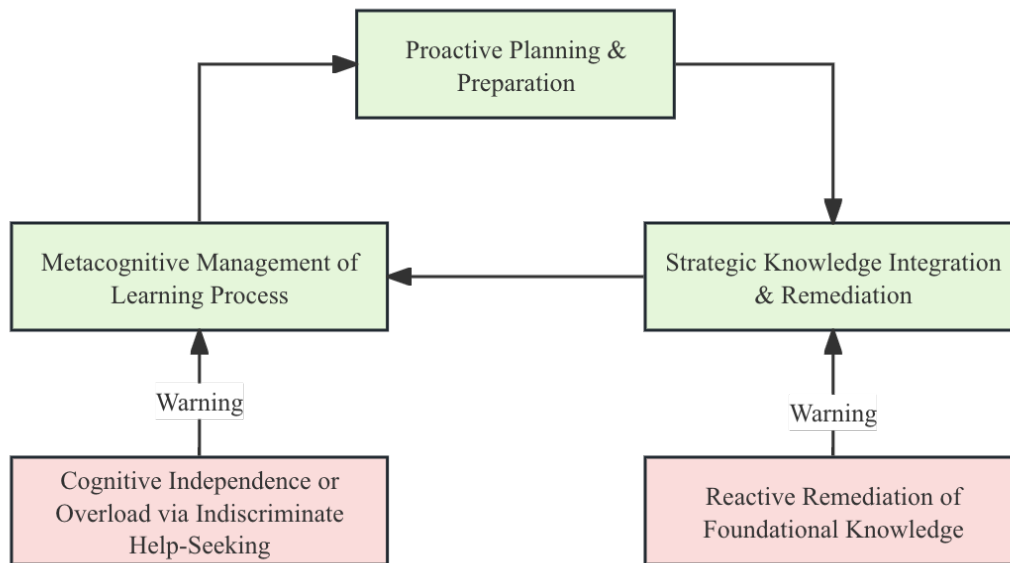 Proactive Planning &
Preparation
Metacognitive Management of
Learning Process
Strategic Knowledge Integration
& Remediation
Warning
Warning
Cognitive Independence or
Overload via Indiscriminate
Help-Seeking
Reactive Remediation of
Foundational Knowledge